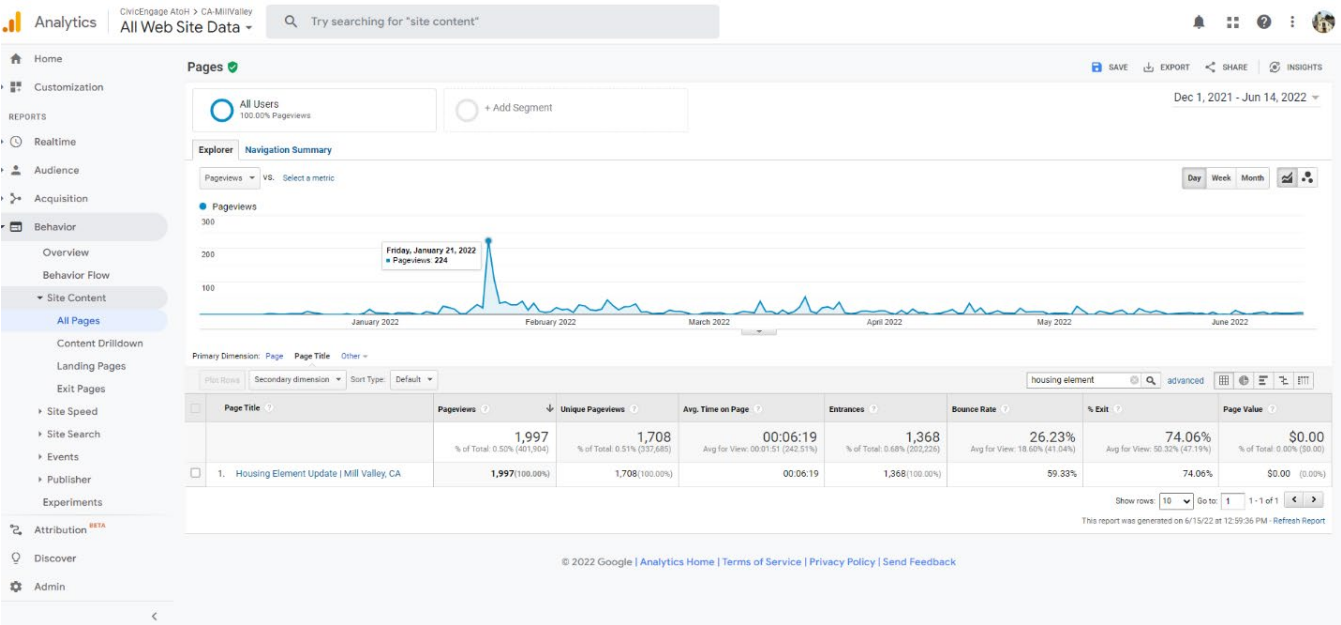 Analytics
CivicEngage AtoH > CA-MillValley
All Web Site Data
Try searching for "site content"
Home
Customization
REPORTS
Realtime
Audience
Acquisition
Behavior
Overview
Behavior Flow
Site Content
All Pages
Content Drilldown
Landing Pages
Exit Pages
Site Speed
Site Search
Events
Publisher
Experiments
Attribution BETA
Discover
Admin
Pages
SAVE EXPORT SHARE INSIGHTS
All Users
100.00% Pageviews
+ Add Segment
Dec 1, 2021 - Jun 14, 2022
Explorer Navigation Summary
Pageviews VS. Select a metric
Day Week Month
Pageviews
300
200
100
Friday, January 21, 2022
Pageviews: 224
January 2022 February 2022 March 2022 April 2022 May 2022 June 2022
Primary Dimension: Page Page Title Other
Plot Rows Secondary dimension Sort Type: Default housing element advanced
Page Title Pageviews Unique Pageviews Avg. Time on Page Entrances Bounce Rate % Exit Page Value
1,997 1,708 00:06:19 1,368 26.23% 74.06% $0.00
% of Total: 0.50% (401,904) % of Total: 0.51% (337,685) Avg for View: 00:01:51 (242.51%) % of Total: 0.68% (202,226) Avg for View: 18.60% (41.04%) Avg for View: 50.32% (47.19%) % of Total: 0.00% ($0.00)
1. Housing Element Update | Mill Valley, CA 1,997(100.00%) 1,708(100.00%) 00:06:19 1,368(100.00%) 59.33% 74.06% $0.00 (0.00%)
Show rows: 10 Go to: 1 1 - 1 of 1
This report was generated on 6/15/22 at 12:59:36 PM - Refresh Report
© 2022 Google | Analytics Home | Terms of Service | Privacy Policy | Send Feedback